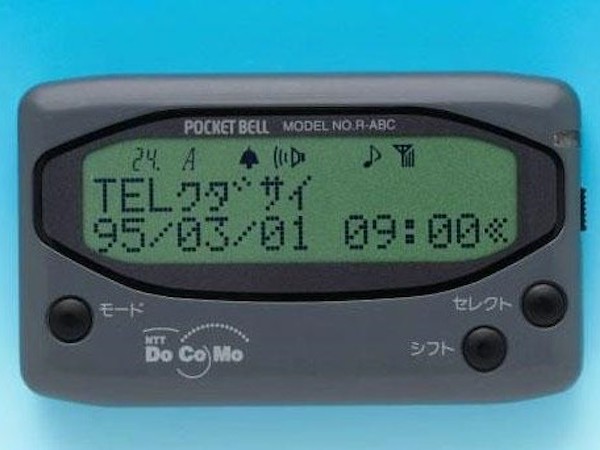 POCKET BELL MODEL NO.R-ABC
24. A
TELクダサイ
95/03/01 09:00
モード
セレクト
シフト
NTT
DoCoMo